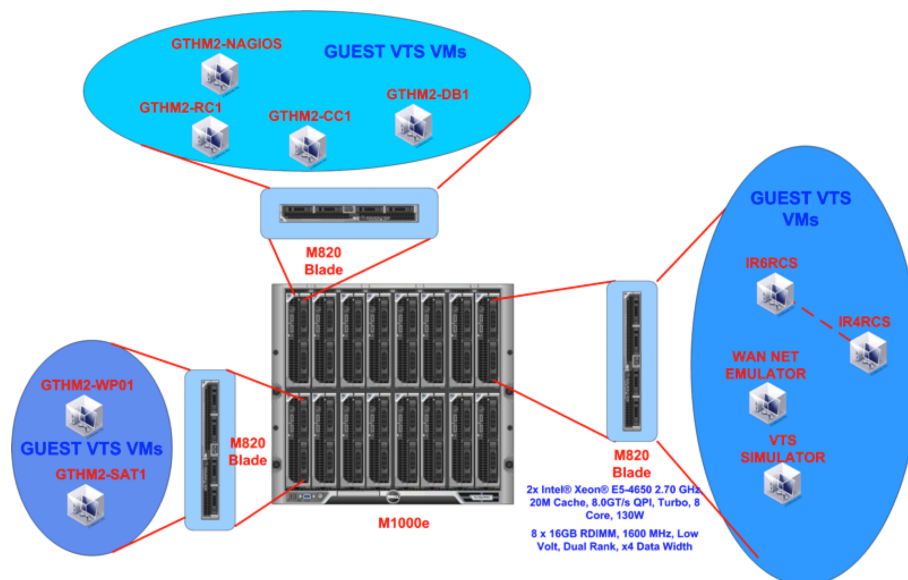 GTHM2-NAGIOS
GUEST VTS VMs
GTHM2-RC1
GTHM2-CC1
GTHM2-DB1
M820
Blade
GUEST VTS
VMs
IR6RCS
IR4RCS
WAN NET
EMULATOR
VTS
SIMULATOR
GTHM2-WP01
GUEST VTS VMs
GTHM2-SAT1
M820
Blade
M1000e
M820
Blade
2x Intel® Xeon® E5-4650 2.70 GHz,
20M Cache, 8.0GT/s QPI, Turbo, 8
Core, 130W
8 x 16GB RDIMM, 1600 MHz, Low
Volt, Dual Rank, x4 Data Width